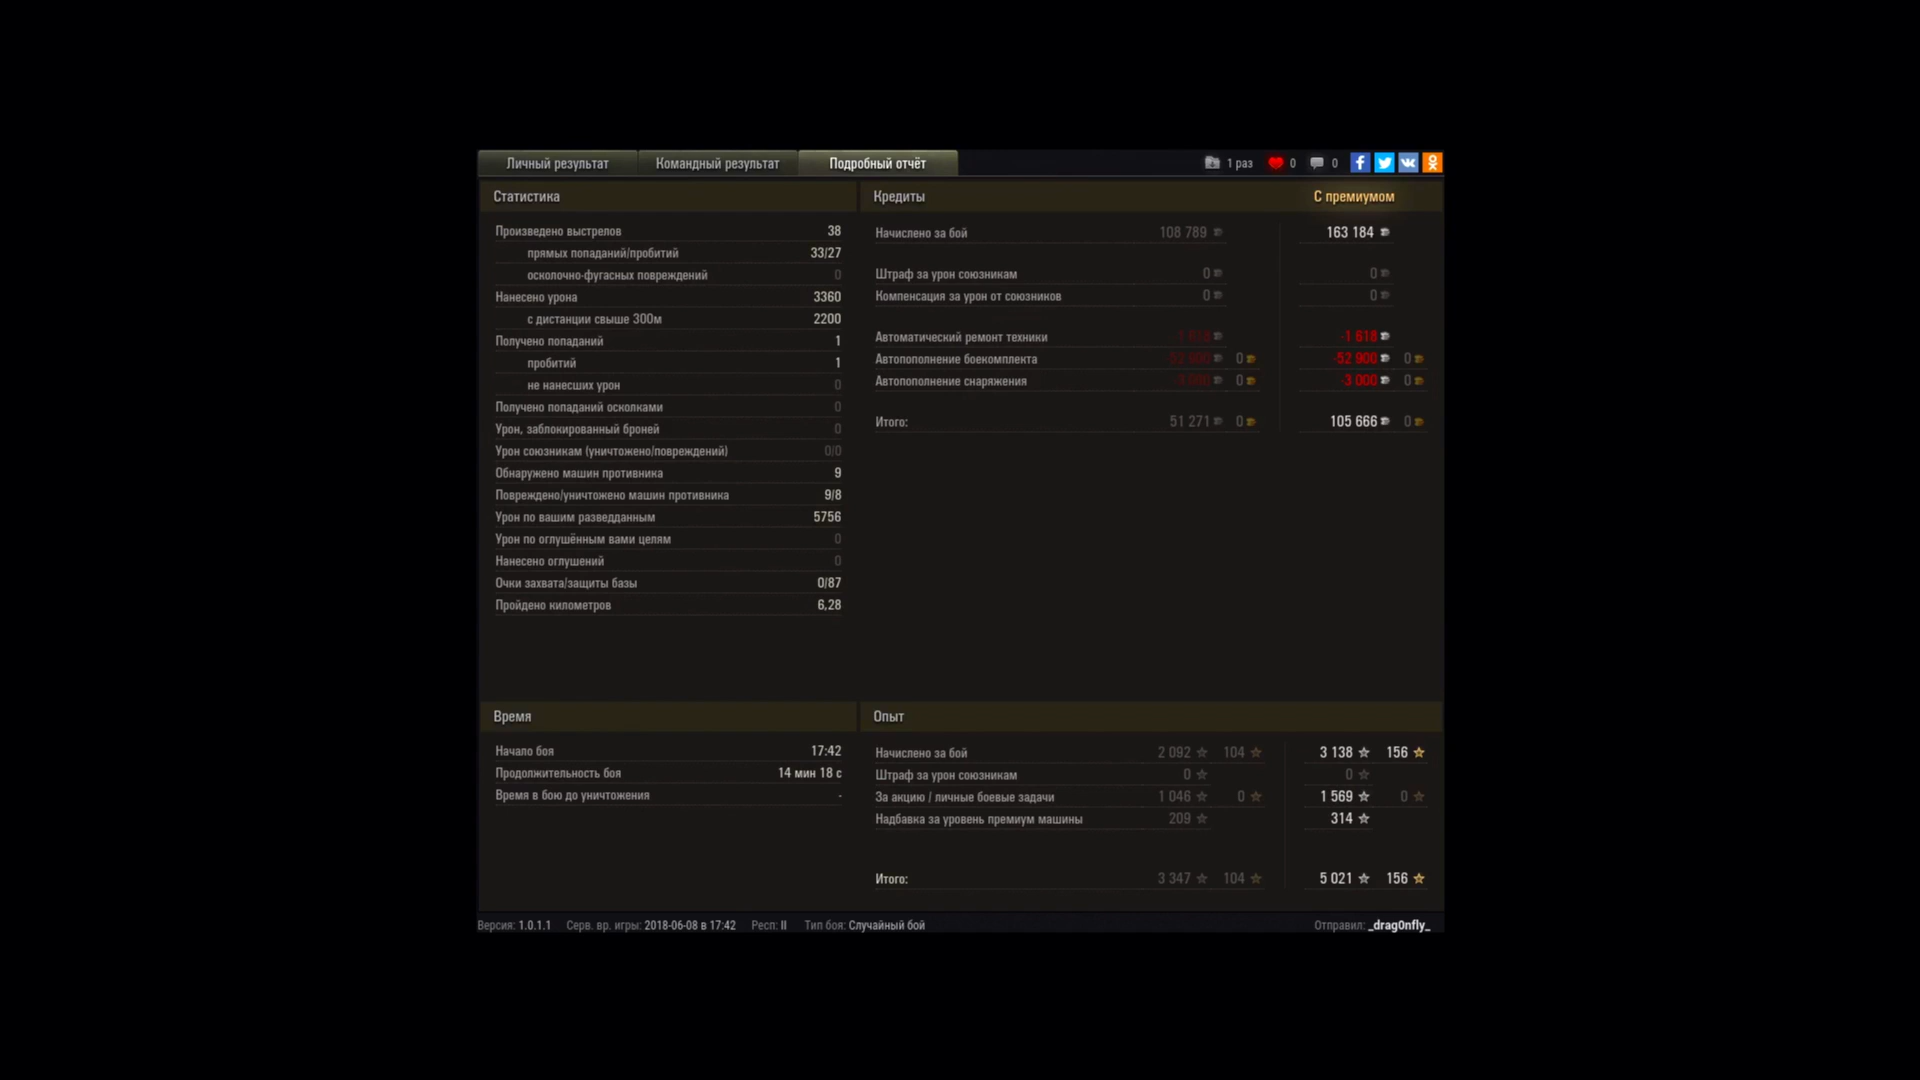 Личный результат Командный результат Подробный отчёт 1 раз 0 0
Статистика
Произведено выстрелов 38
прямых попаданий/пробитий 33/27
осколочно-фугасных повреждений 0
Нанесено урона 3360
с дистанции свыше 300м 2200
Получено попаданий 1
пробитий 1
не нанесших урон 0
Получено попаданий осколками 0
Урон, заблокированный броней 0
Урон союзникам (уничтожено/повреждений) 0/0
Обнаружено машин противника 9
Повреждено/уничтожено машин противника 9/8
Урон по вашим разведданным 5756
Урон по оглушённым вами целям 0
Нанесено оглушений 0
Очки захвата/защиты базы 0/87
Пройдено километров 6,28
Кредиты С премиумом
Начислено за бой 108 789 163 184
Штраф за урон союзникам 0 0
Компенсация за урон от союзников 0 0
Автоматический ремонт техники -1 618 -1 618
Автопополнение боекомплекта -52 900 0 -52 900 0
Автопополнение снаряжения -3 000 0 -3 000 0
Итого: 51 271 0 105 666 0
Время
Начало боя 17:42
Продолжительность боя 14 мин 18 с
Время в бою до уничтожения -
Опыт
Начислено за бой 2 092 104 3 138 156
Штраф за урон союзникам 0 0
За акцию / личные боевые задачи 1 046 0 1 569 0
Надбавка за уровень премиум машины 209 314
Итого: 3 347 104 5 021 156
Версия: 1.0.1.1 Серв. вр. игры: 2018-06-08 в 17:42 Респ: II Тип боя: Случайный бой Отправил: _drag0nfly_